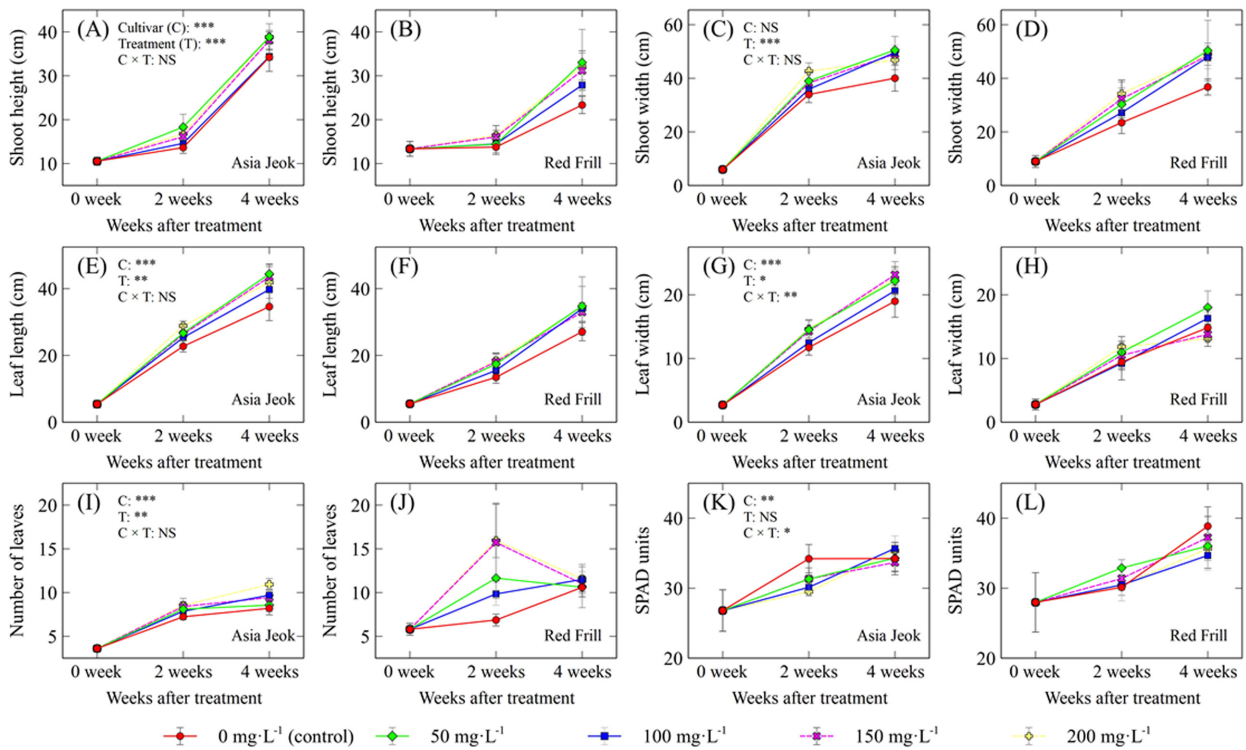 (A)
Cultivar (C): ***
Treatment (T): ***
C × T: NS
Shoot height (cm)
40
30
20
10
Asia Jeok
0 week 2 weeks 4 weeks
Weeks after treatment
(B)
Shoot height (cm)
40
30
20
10
Red Frill
0 week 2 weeks 4 weeks
Weeks after treatment
(C)
C: NS
T: ***
C × T: NS
Shoot width (cm)
60
40
20
0
Asia Jeok
0 week 2 weeks 4 weeks
Weeks after treatment
(D)
Shoot width (cm)
60
40
20
0
Red Frill
0 week 2 weeks 4 weeks
Weeks after treatment
(E)
C: ***
T: **
C × T: NS
Leaf length (cm)
40
20
0
Asia Jeok
0 week 2 weeks 4 weeks
Weeks after treatment
(F)
Leaf length (cm)
40
20
0
Red Frill
0 week 2 weeks 4 weeks
Weeks after treatment
(G)
C: ***
T: *
C × T: **
Leaf width (cm)
20
10
0
Asia Jeok
0 week 2 weeks 4 weeks
Weeks after treatment
(H)
Leaf width (cm)
20
10
0
Red Frill
0 week 2 weeks 4 weeks
Weeks after treatment
(I)
C: ***
T: **
C × T: NS
Number of leaves
20
15
10
5
Asia Jeok
0 week 2 weeks 4 weeks
Weeks after treatment
(J)
Number of leaves
20
15
10
5
Red Frill
0 week 2 weeks 4 weeks
Weeks after treatment
(K)
C: **
T: NS
C × T: *
SPAD units
40
30
20
Asia Jeok
0 week 2 weeks 4 weeks
Weeks after treatment
(L)
SPAD units
40
30
20
Red Frill
0 week 2 weeks 4 weeks
Weeks after treatment
0 mg·L⁻¹ (control) 50 mg·L⁻¹ 100 mg·L⁻¹ 150 mg·L⁻¹ 200 mg·L⁻¹